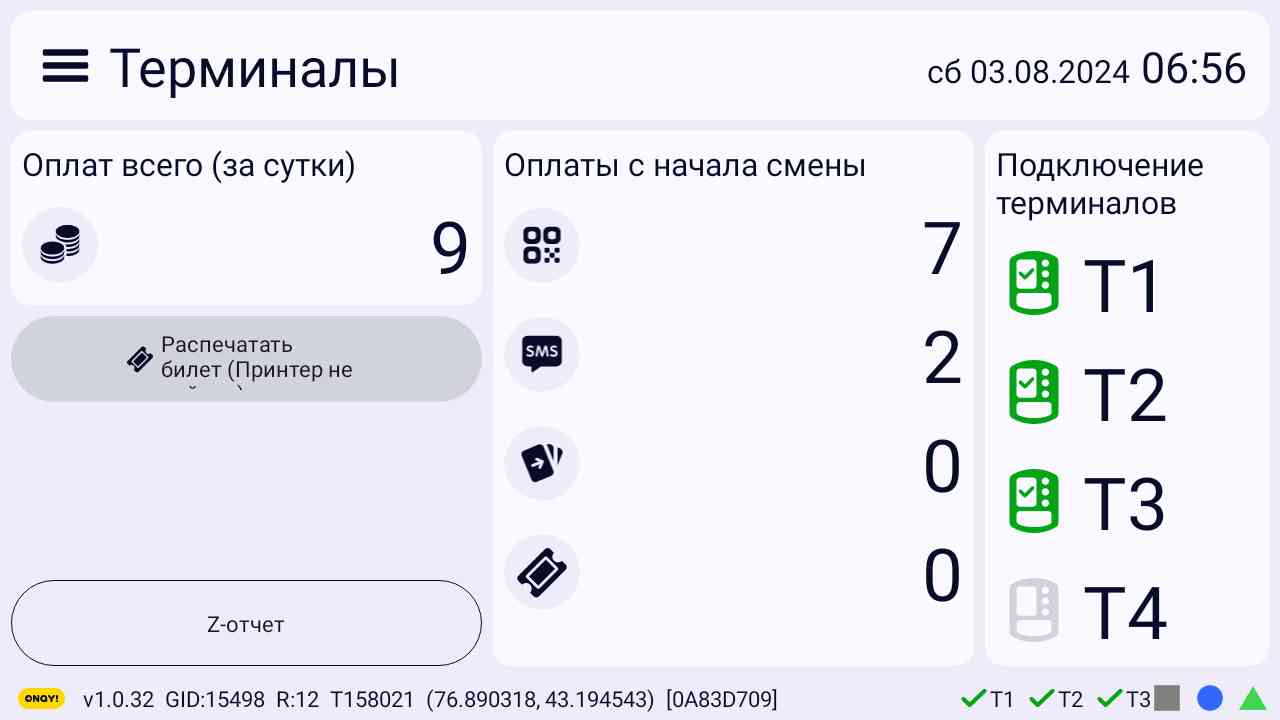 Терминалы
сб 03.08.2024 06:56
Оплат всего (за сутки)
9
Распечатать
билет (Принтер не
Z-отчет
Оплаты с начала смены
7
SMS
2
0
0
Подключение
терминалов
T1
T2
T3
T4
ONAY! v1.0.32 GID:15498 R:12 T158021 (76.890318, 43.194543) [0A83D709] T1 T2 T3